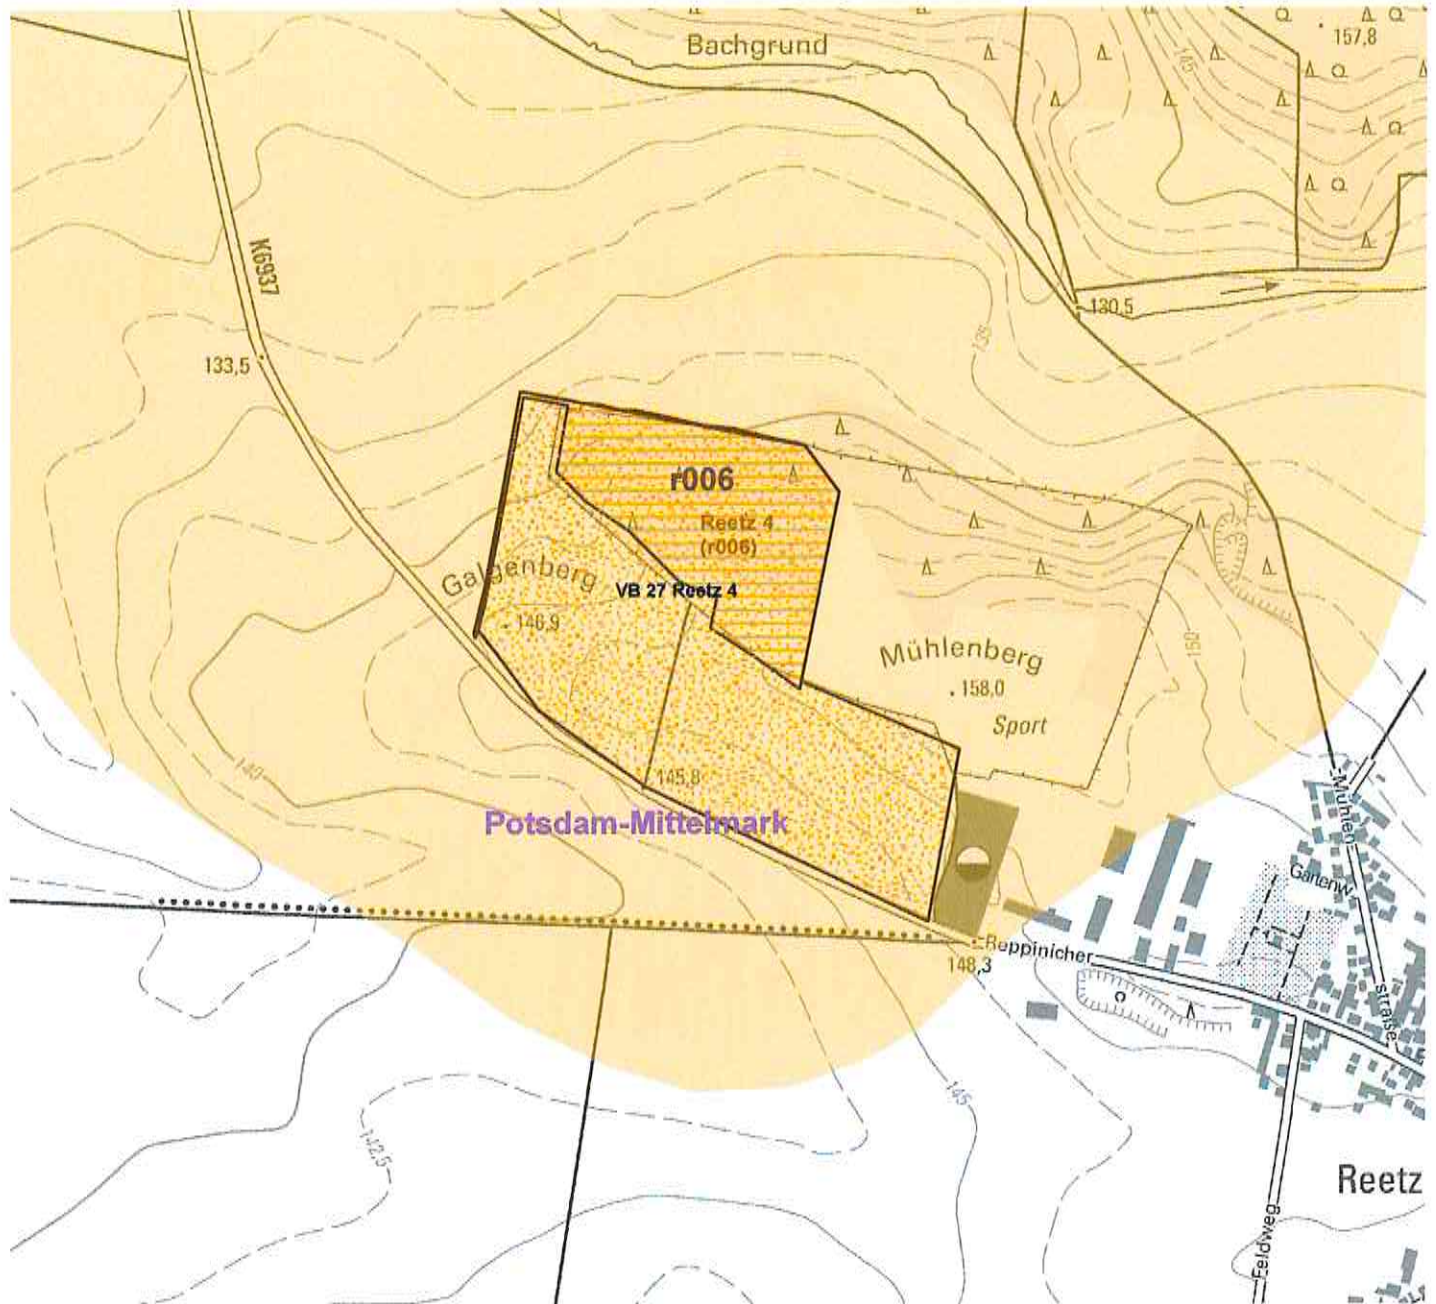 Bachgrund
157,8
145
K6937
130,5
135
133,5
r006
Reetz 4
(r006)
Galgenberg
VB 27 Reetz 4
146,9
Mühlenberg
158,0
Sport
150
140
145,8
Potsdam-Mittelmark
Mühlen
straße
Gartenw.
Reppinicher
148,3
145
142,5
Reetz
Feldweg